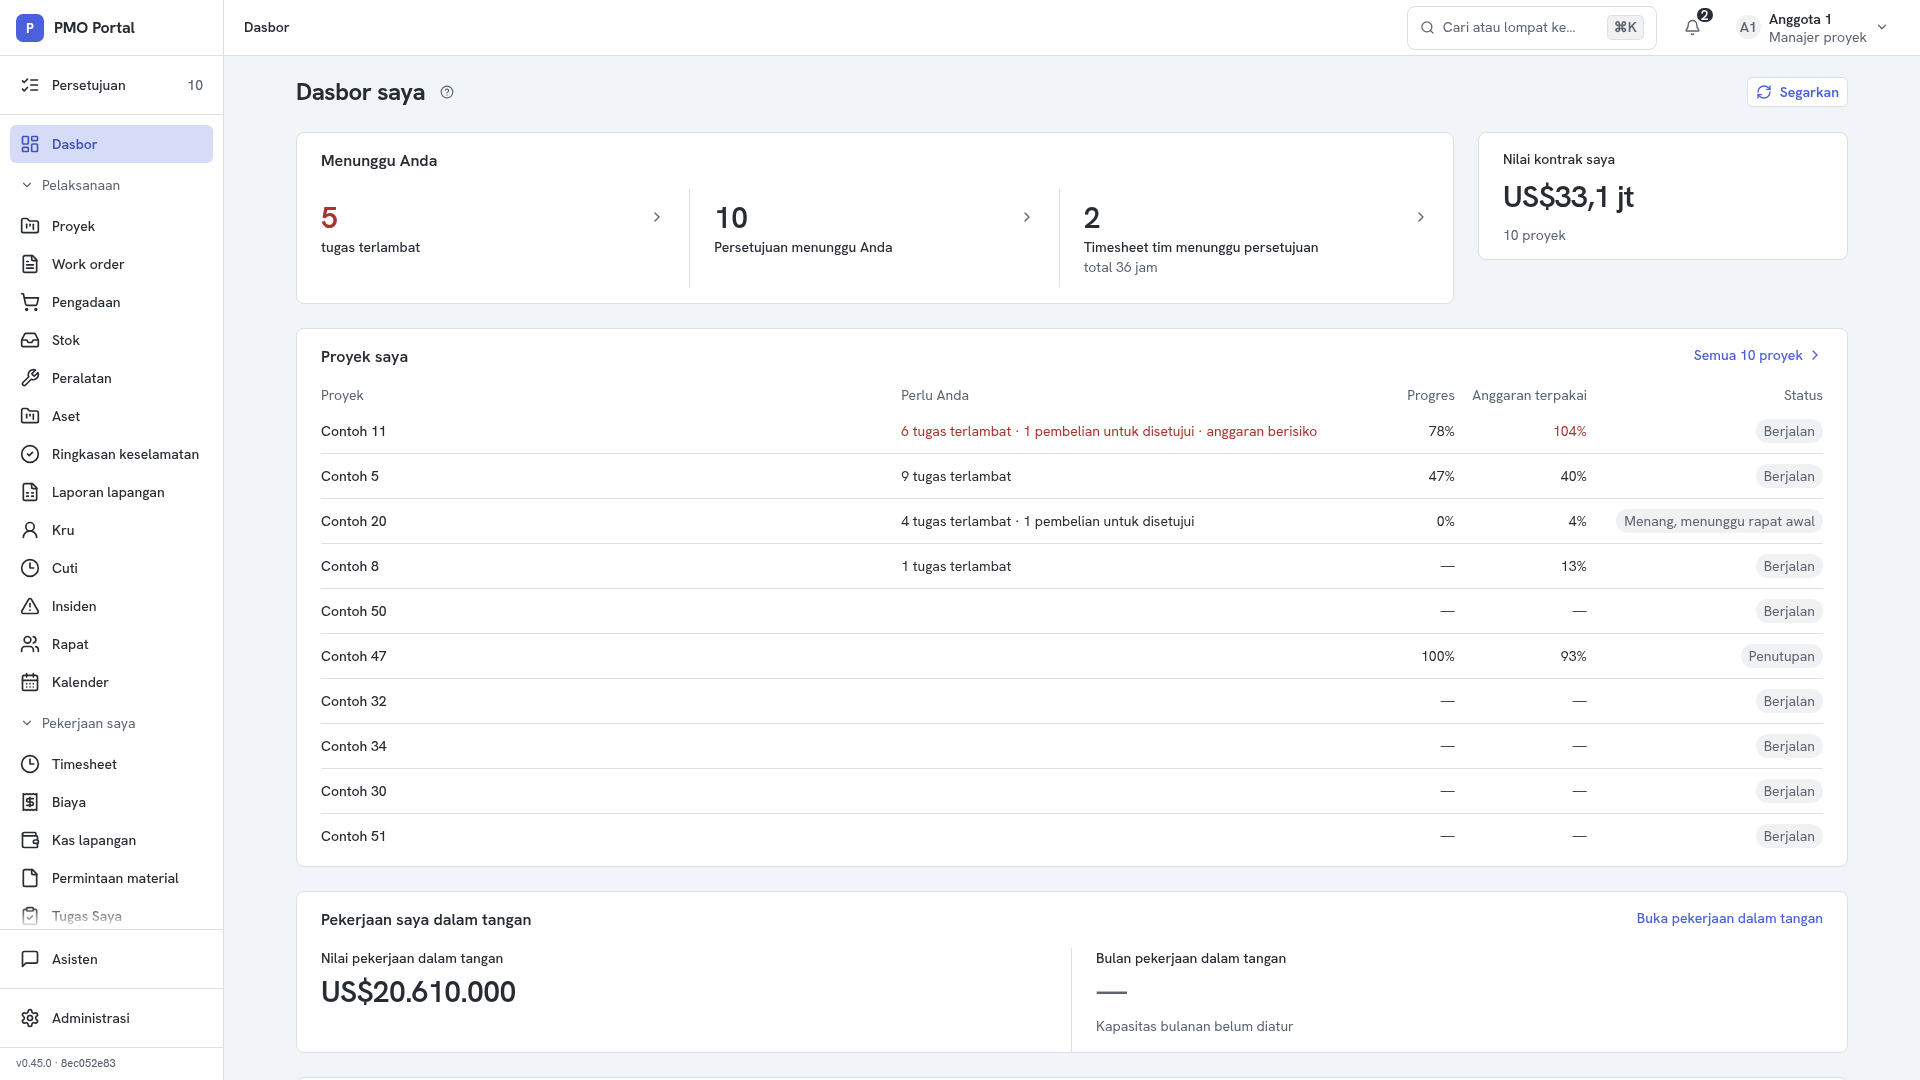 P PMO Portal
Dasbor
Cari atau lompat ke...
⌘K
2
A1
Anggota 1
Manajer proyek
Persetujuan 10
Dasbor
Pelaksanaan
Proyek
Work order
Pengadaan
Stok
Peralatan
Aset
Ringkasan keselamatan
Laporan lapangan
Kru
Cuti
Insiden
Rapat
Kalender
Pekerjaan saya
Timesheet
Biaya
Kas lapangan
Permintaan material
Tugas Saya
Asisten
Administrasi
v0.45.0 · 8ec052e83
Dasbor saya
Segarkan
Menunggu Anda
5
tugas terlambat
10
Persetujuan menunggu Anda
2
Timesheet tim menunggu persetujuan
total 36 jam
Nilai kontrak saya
US$33,1 jt
10 proyek
Proyek saya
Semua 10 proyek
Proyek Perlu Anda Progres Anggaran terpakai Status
Contoh 11 6 tugas terlambat · 1 pembelian untuk disetujui · anggaran berisiko 78% 104% Berjalan
Contoh 5 9 tugas terlambat 47% 40% Berjalan
Contoh 20 4 tugas terlambat · 1 pembelian untuk disetujui 0% 4% Menang, menunggu rapat awal
Contoh 8 1 tugas terlambat — 13% Berjalan
Contoh 50 — — Berjalan
Contoh 47 100% 93% Penutupan
Contoh 32 — — Berjalan
Contoh 34 — — Berjalan
Contoh 30 — — Berjalan
Contoh 51 — — Berjalan
Pekerjaan saya dalam tangan
Buka pekerjaan dalam tangan
Nilai pekerjaan dalam tangan
US$20.610.000
Bulan pekerjaan dalam tangan
—
Kapasitas bulanan belum diatur